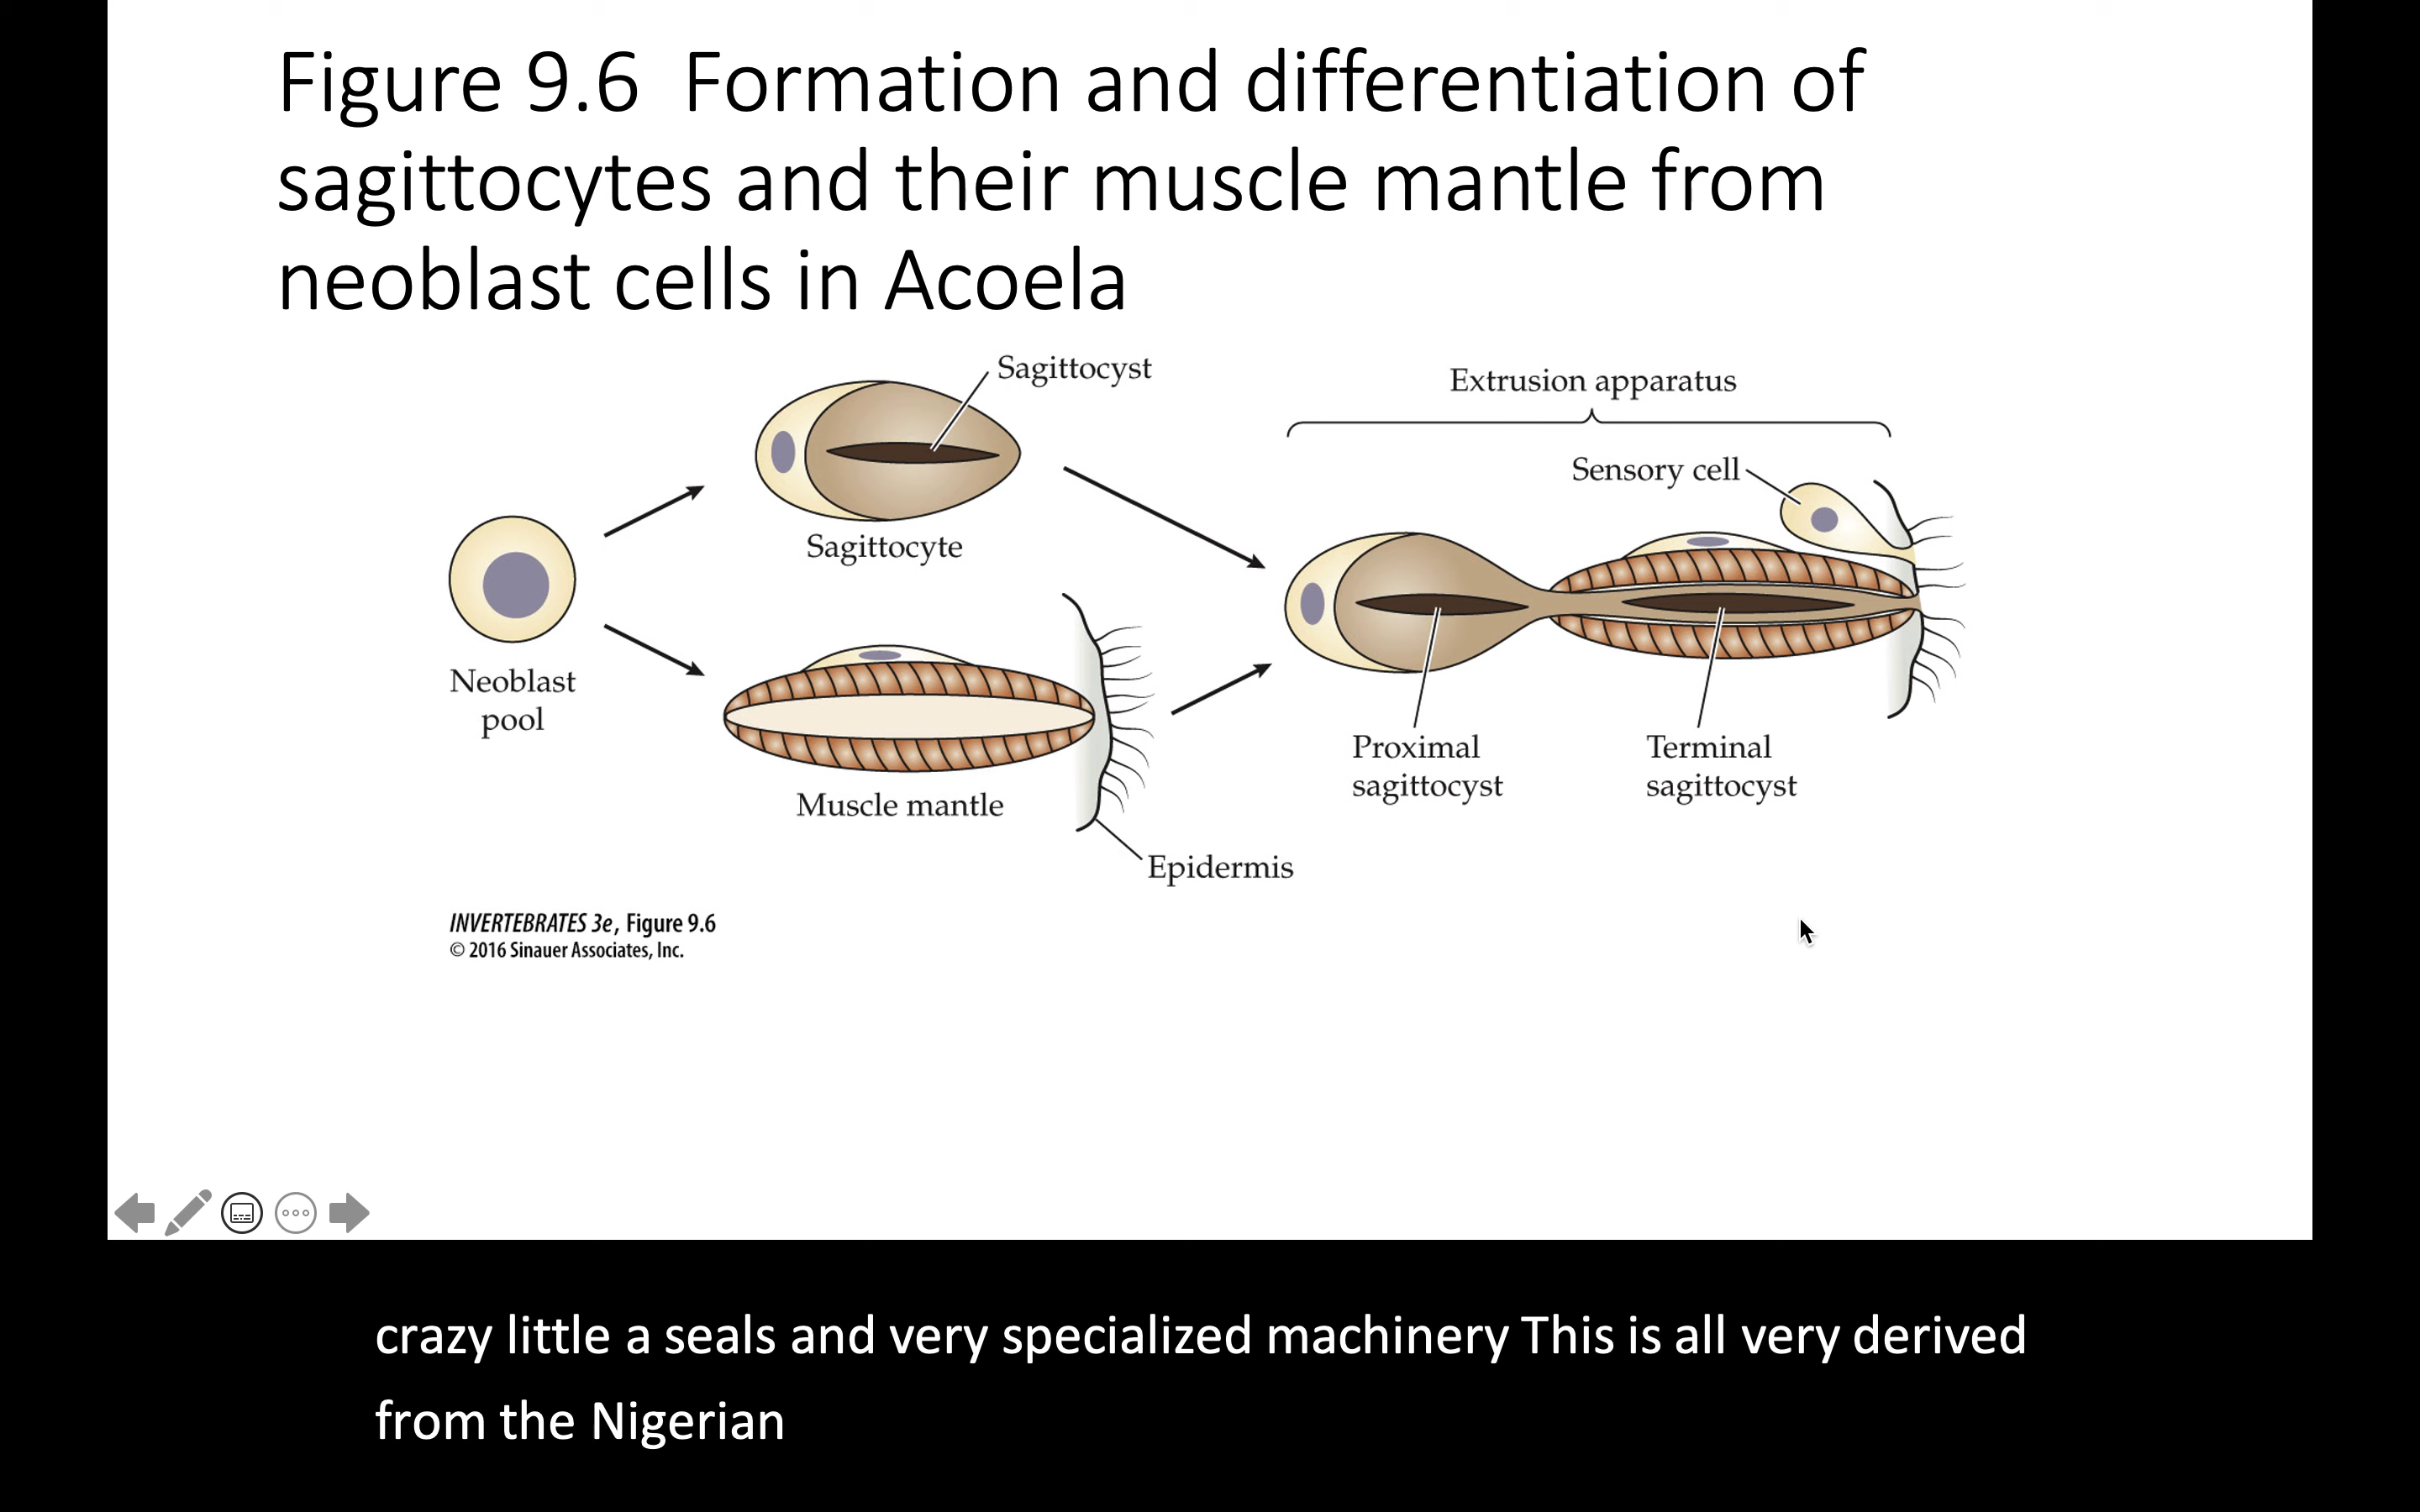 Figure 9.6 Formation and differentiation of
sagittocytes and their muscle mantle from
neoblast cells in Acoela
Sagittocyst
Extrusion apparatus
Sensory cell
Sagittocyte
Neoblast
pool
Proximal
sagittocyst
Terminal
sagittocyst
Muscle mantle
Epidermis
INVERTEBRATES 3e, Figure 9.6
© 2016 Sinauer Associates, Inc.
crazy little a seals and very specialized machinery This is all very derived
from the Nigerian